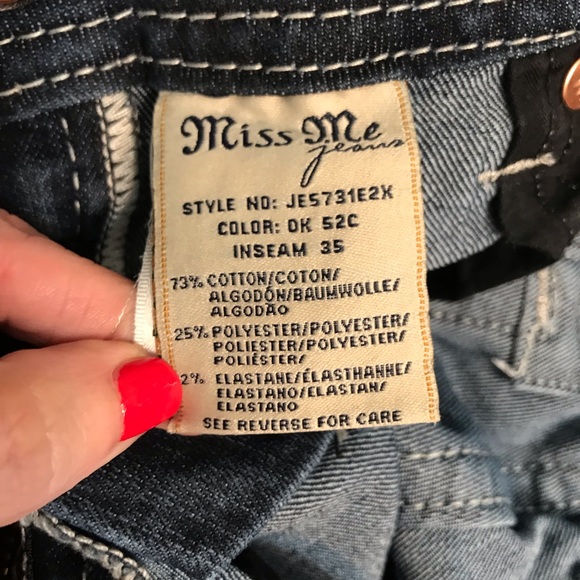 Miss Me
jeans
STYLE NO: JE5731E2X
COLOR: DK 52C
INSEAM 35
73% COTTON/COTON/
ALGODÓN/BAUMWOLLE/
ALGODÃO
25% POLYESTER/POLYESTER/
POLIESTER/POLYESTER/
POLIÉSTER/
2% ELASTANE/ÉLASTHANNE/
ELASTANO/ELASTAN/
ELASTANO
SEE REVERSE FOR CARE